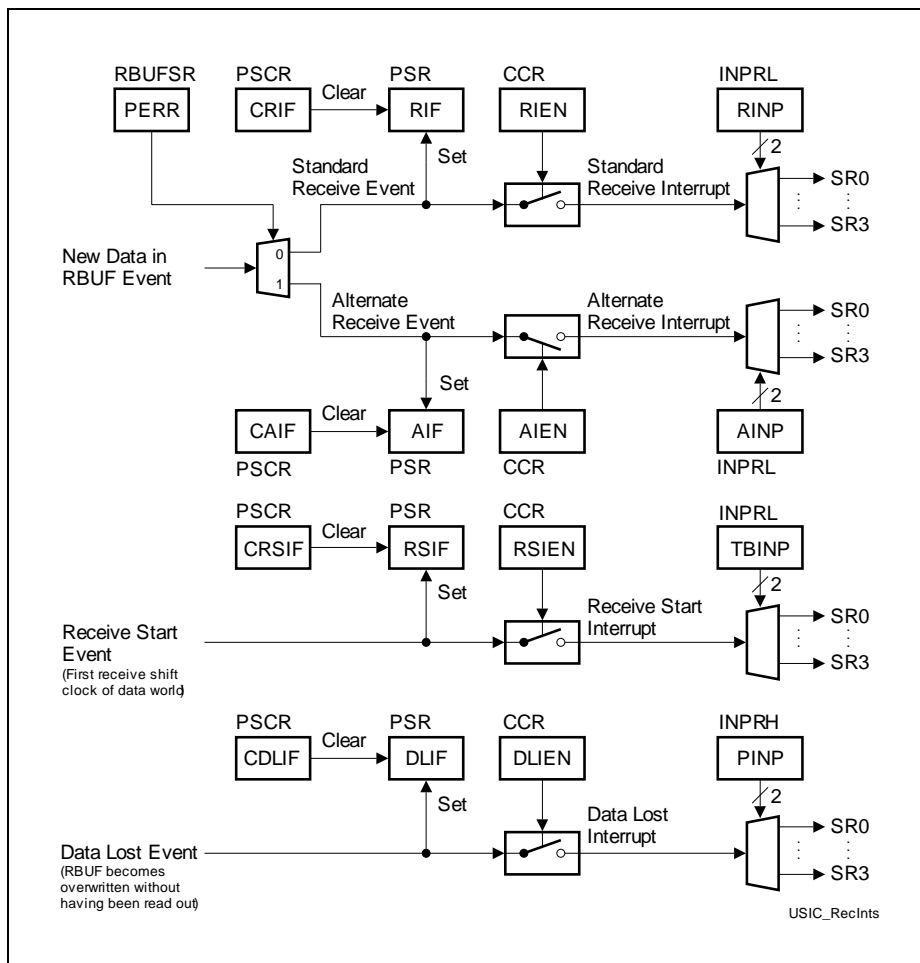 RBUFSR
PSCR
PSR
CCR
INPRL
PERR
CRIF
Clear
RIF
RIEN
RINP
Set
2
Standard
Receive Event
Standard
Receive Interrupt
SR0
SR3
New Data in
RBUF Event
0
1
Alternate
Receive Event
Alternate
Receive Interrupt
SR0
SR3
Set
2
CAIF
Clear
AIF
AIEN
AINP
PSCR
PSR
CCR
INPRL
PSCR
PSR
CCR
INPRL
CRSIF
Clear
RSIF
RSIEN
TBINP
Set
2
Receive Start
Event
(First receive shift
clock of data world)
Receive Start
Interrupt
SR0
SR3
PSCR
PSR
CCR
INPRH
CDLIF
Clear
DLIF
DLIEN
PINP
Set
2
Data Lost Event
(RBUF becomes
overwritten without
having been read out)
Data Lost
Interrupt
SR0
SR3
USIC_RecInts